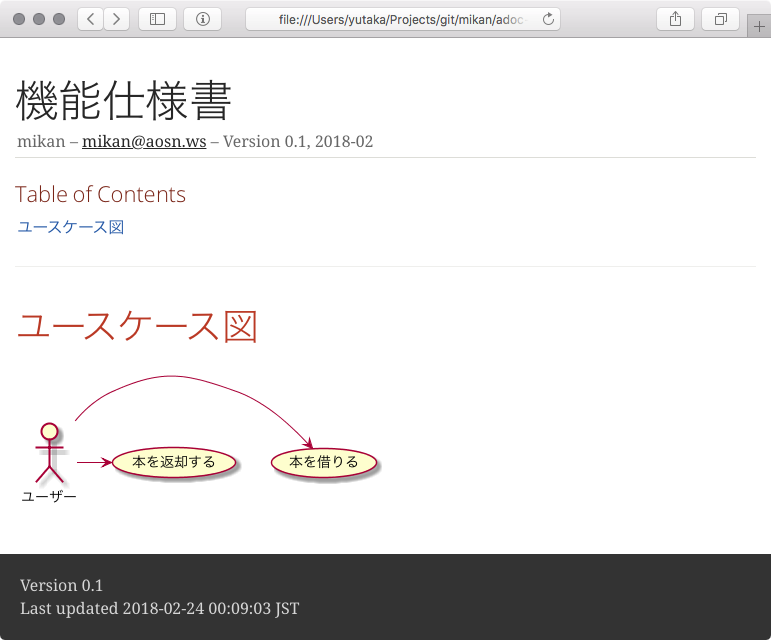 file:///Users/yutaka/Projects/git/mikan/adoc
機能仕様書
mikan – mikan@aosn.ws – Version 0.1, 2018-02
Table of Contents
ユースケース図
ユースケース図
本を返却する
本を借りる
ユーザー
Version 0.1
Last updated 2018-02-24 00:09:03 JST